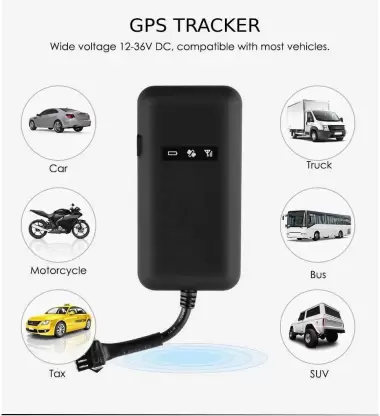 GPS TRACKER
Wide voltage 12-36V DC, compatible with most vehicles.
Car
Truck
Motorcycle
Bus
Tax
SUV